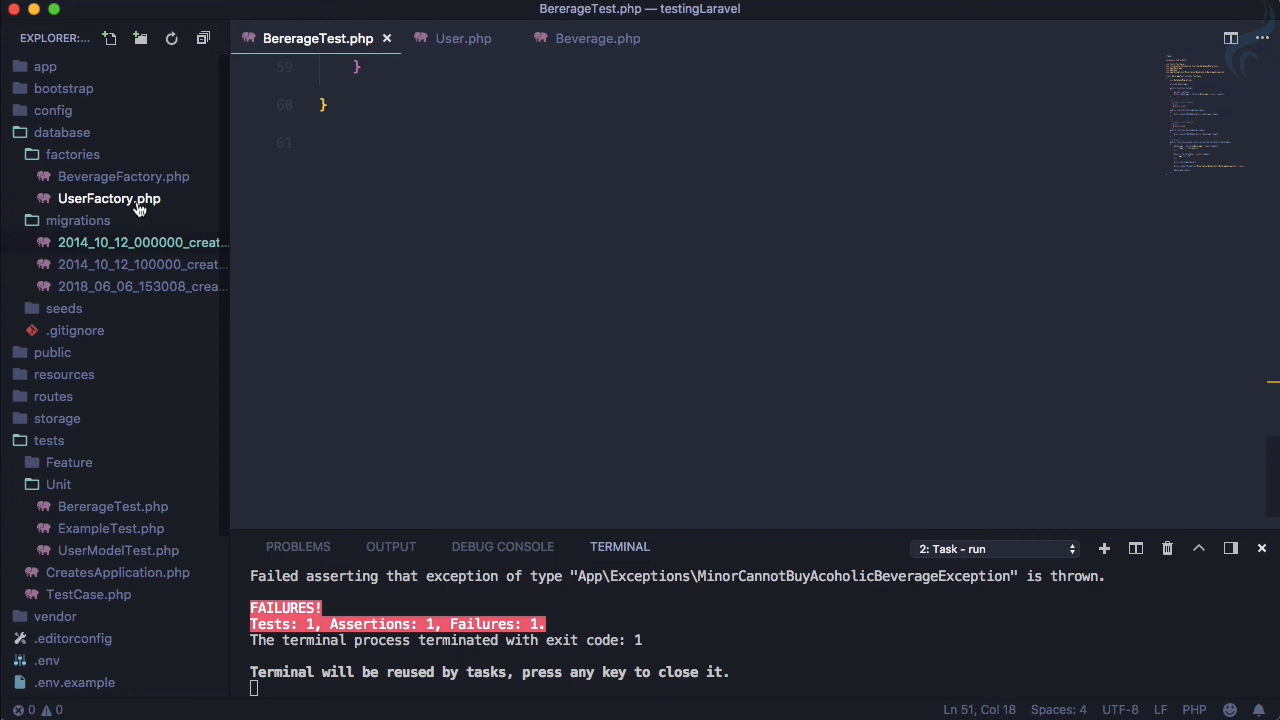 BererageTest.php — testingLaravel
EXPLORER:...
BererageTest.php
User.php
Beverage.php
app
bootstrap
config
database
factories
BeverageFactory.php
UserFactory.php
migrations
2014_10_12_000000_creat...
2014_10_12_100000_creat...
2018_06_06_153008_crea...
seeds
.gitignore
public
resources
routes
storage
tests
Feature
Unit
BererageTest.php
ExampleTest.php
UserModelTest.php
CreatesApplication.php
TestCase.php
vendor
.editorconfig
.env
.env.example
59 }
60 }
61
PROBLEMS OUTPUT DEBUG CONSOLE TERMINAL 2: Task - run
Failed asserting that exception of type "App\Exceptions\MinorCannotBuyAcoholicBeverageException" is thrown.
FAILURES!
Tests: 1, Assertions: 1, Failures: 1.
The terminal process terminated with exit code: 1
Terminal will be reused by tasks, press any key to close it.
0 0 Ln 51, Col 18 Spaces: 4 UTF-8 LF PHP